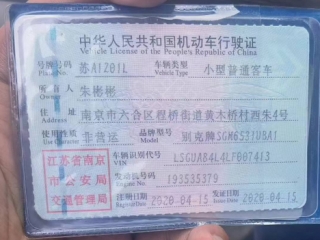 中华人民共和国机动车行驶证
Vehicle License of the People's Republic of China
号牌号码 苏A1201L 车辆类型 小型普通客车
Plate No. Vehicle Type
所有人 朱彬彬
Owner
住址 南京市六合区程桥街道黄木桥村西朱4号
Address
使用性质 非营运 品牌型号 别克牌SGM6531UBA1
Use Character Model
江苏省南京 车辆识别代号 LSGUA84L4LF007413
VIN
市公安局 发动机号码 193535379
Engine No.
交通管理局 注册日期 2020-04-15 发证日期 2020-04-15
Register Date Issue Date